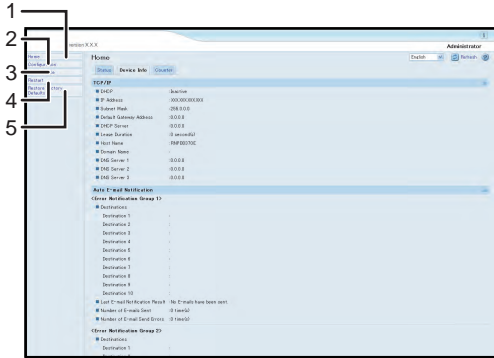 1
2
3
4
5
ersion X.X.X
Administrator
Home
Restart
Restore Factory
Defaults
Home
English
Refresh
Status Device Info Counter
TCP/IP
DHCP :Inactive
IP Address :XXX.XXX.XXX.XXX
Subnet Mask
Default Gateway Address :0.0.0.0
DHCP Server :0.0.0.0
Lease Duration :0 second(s)
Host Name
Domain Name :
DNS Server 1 :0.0.0.0
DNS Server 2 :0.0.0.0
DNS Server 3 :0.0.0.0
Auto E-mail Notification
<Error Notification Group 1>
Destinations
Destination 1 :
Destination 2 :
Destination 3 :
Destination 4 :
Destination 5 :
Destination 6 :
Destination 7 :
Destination 8 :
Destination 9 :
Destination 10 :
Last E-mail Notification Result :No E-mails have been sent.
Number of E-mails Sent :0 time(s)
Number of E-mail Send Errors :0 time(s)
<Error Notification Group 2>
Destinations
Destination 1 :